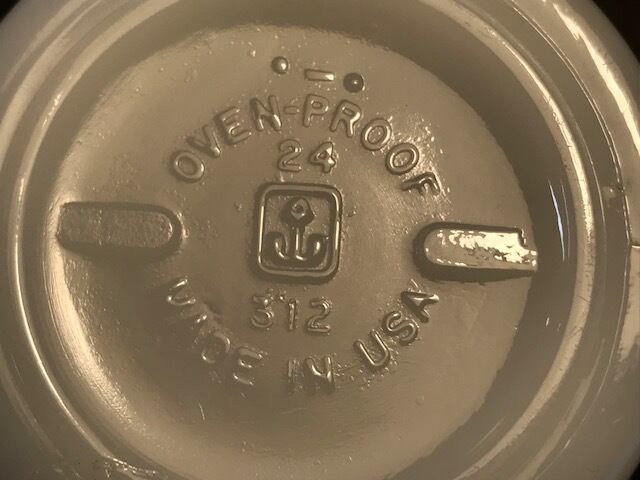 OVEN-PROOF
24
312
MADE IN USA